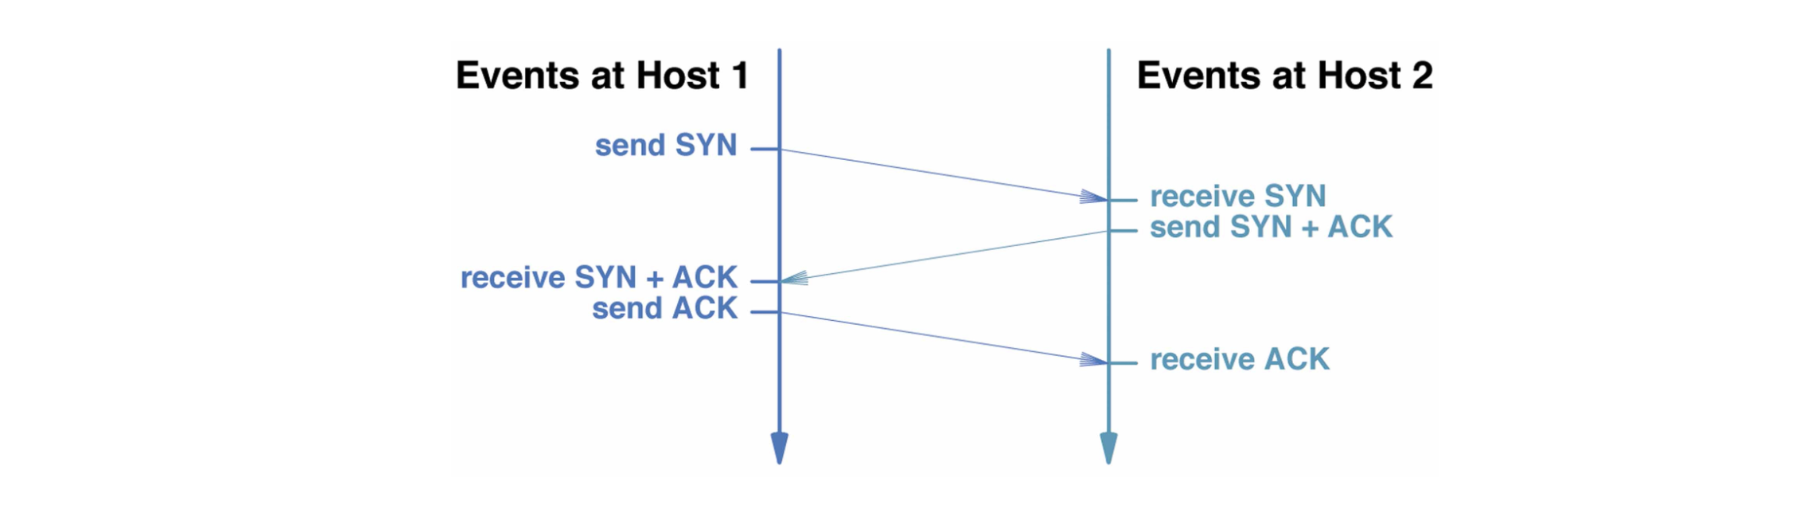 Events at Host 1
Events at Host 2
send SYN
receive SYN
send SYN + ACK
receive SYN + ACK
send ACK
receive ACK